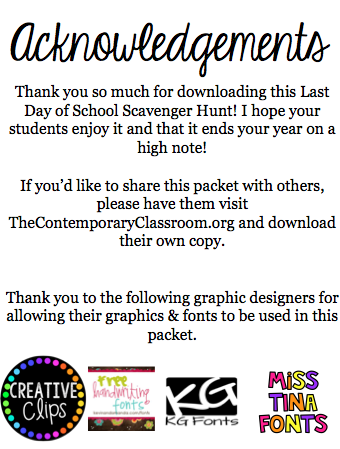 Acknowledgements
Thank you so much for downloading this Last
Day of School Scavenger Hunt! I hope your
students enjoy it and that it ends your year on a
high note!
If you'd like to share this packet with others,
please have them visit
TheContemporaryClassroom.org and download
their own copy.
Thank you to the following graphic designers for
allowing their graphics & fonts to be used in this
packet.
CREATIVE
Clips
free
handwriting
fonts
KG
KG Fonts
MiSS
TINA
FONTS